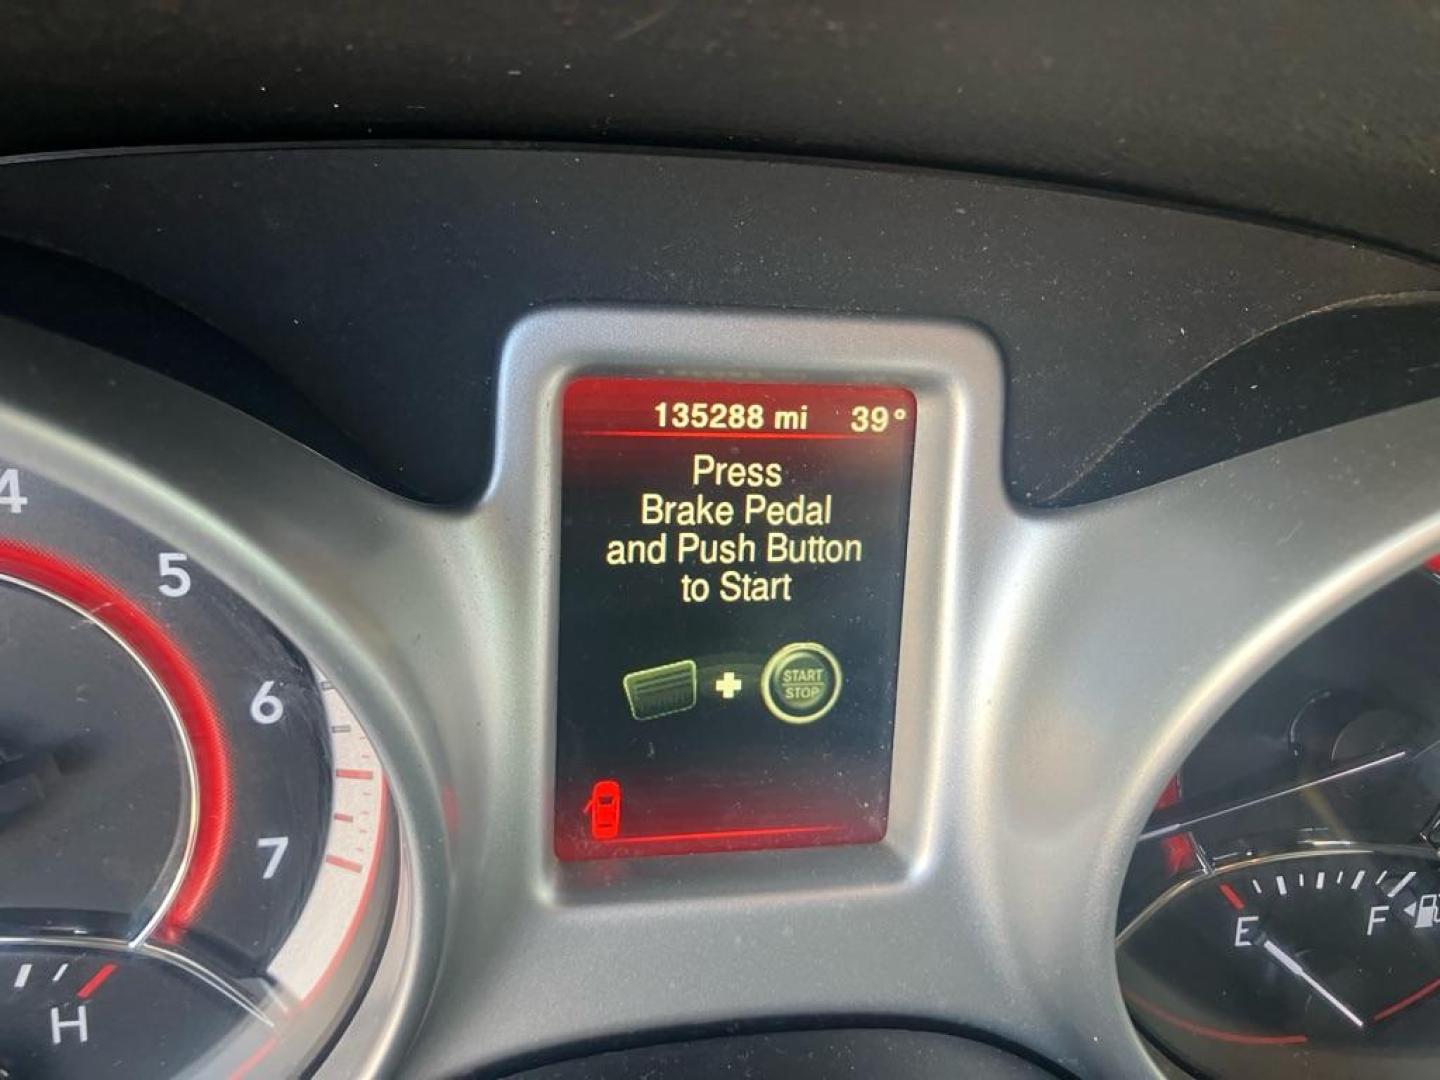 135288 mi 39°
Press
Brake Pedal
and Push Button
to Start
START
STOP
4
5
6
7
H
E F